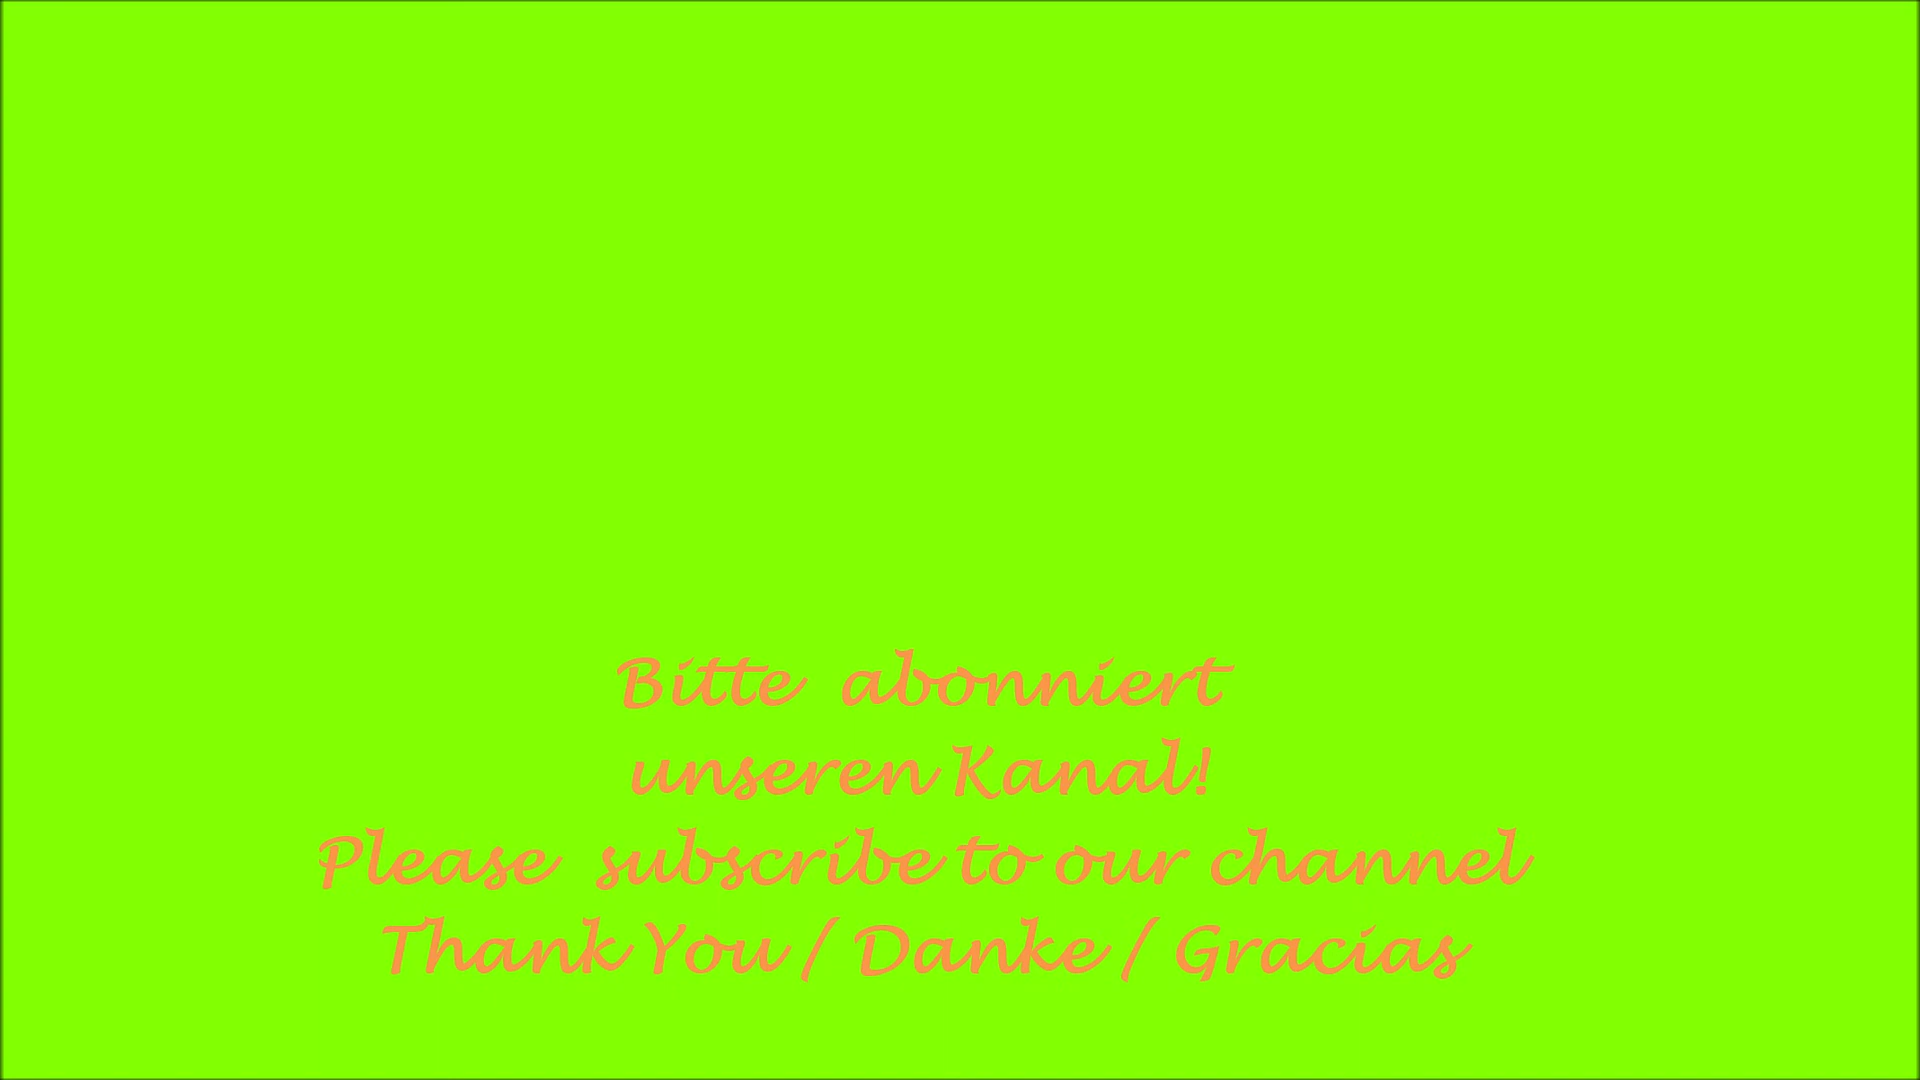 Bitte abonniert
unseren Kanal!
Please subscribe to our channel
Thank You / Danke / Gracias